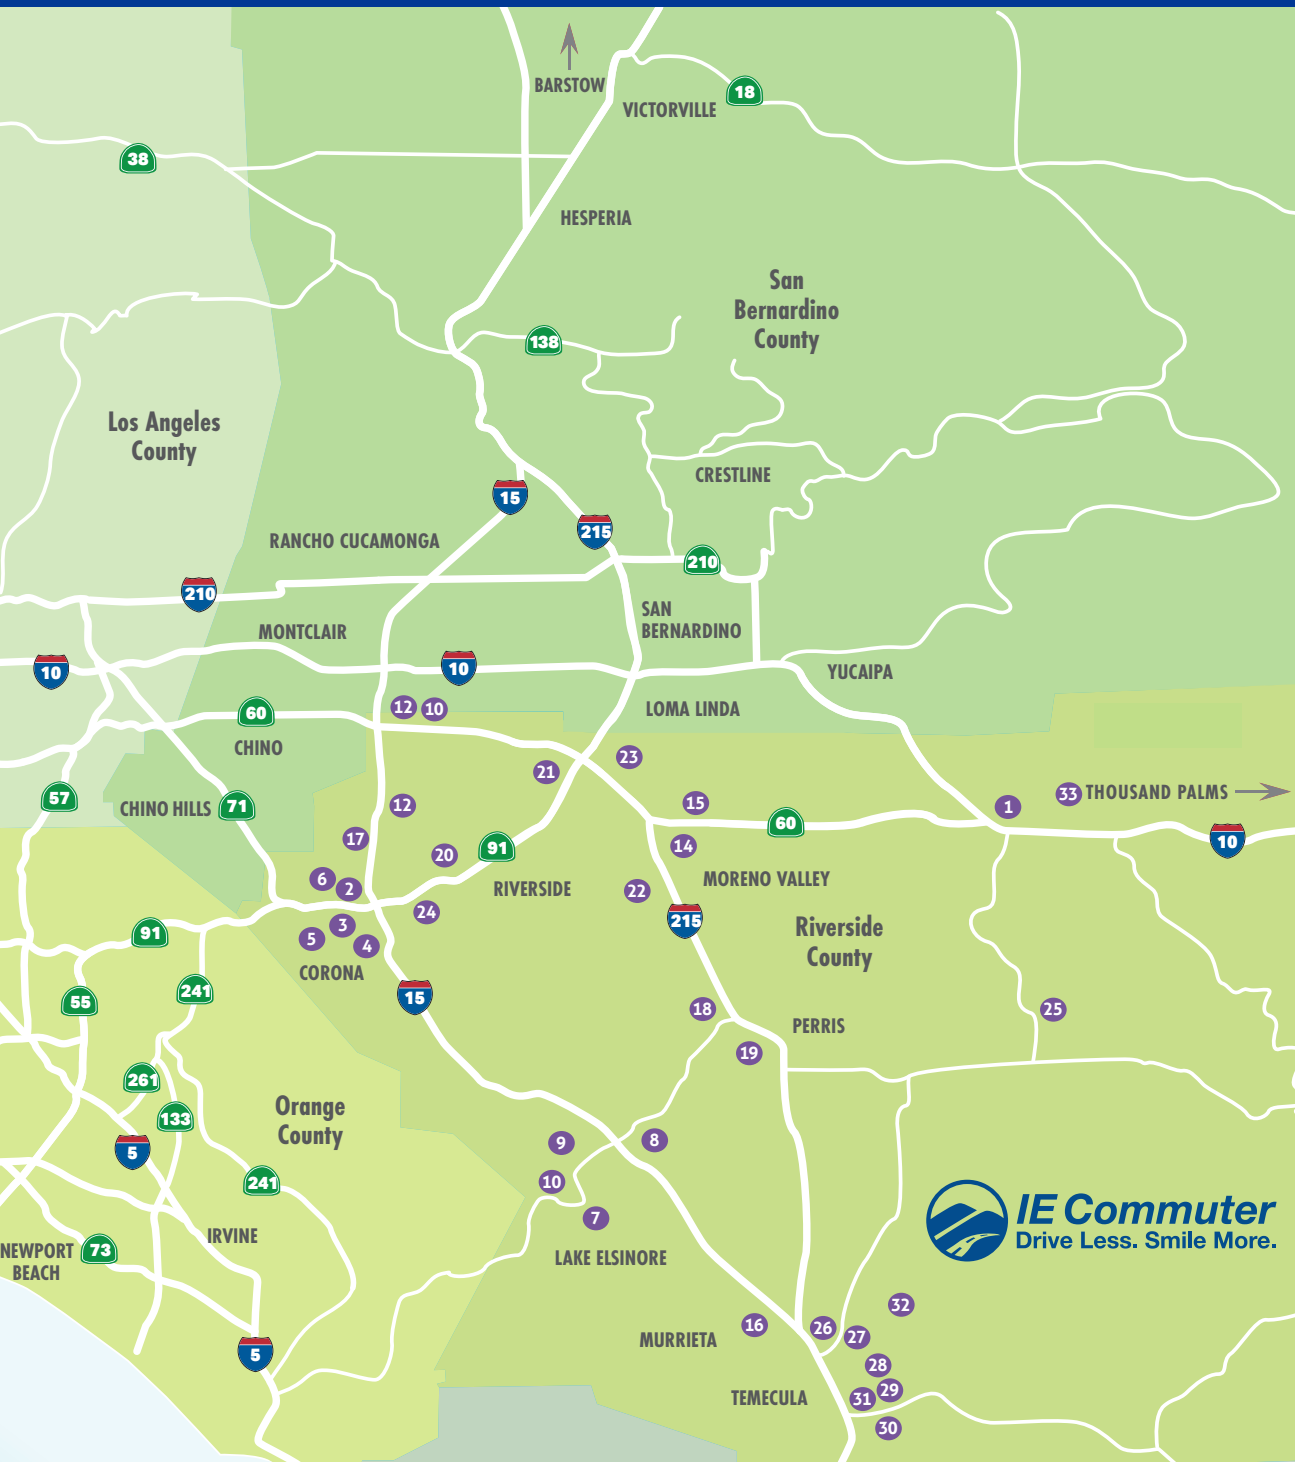 BARSTOW
18
VICTORVILLE
38
HESPERIA
San
Bernardino
County
138
Los Angeles
County
CRESTLINE
15
215
RANCHO CUCAMONGA
210
210
SAN
BERNARDINO
MONTCLAIR
10
10
YUCAIPA
12
10
LOMA LINDA
60
CHINO
23
21
33
THOUSAND PALMS
57
CHINO HILLS
71
12
15
1
60
10
17
14
91
20
6
2
RIVERSIDE
MORENO VALLEY
22
24
215
Riverside
County
91
3
5
4
CORONA
241
15
55
18
25
PERRIS
19
261
Orange
County
133
5
9
8
10
241
7
IE Commuter
Drive Less. Smile More.
IRVINE
NEWPORT
BEACH
73
LAKE ELSINORE
32
16
26
27
MURRIETA
5
28
TEMECULA
31
29
30